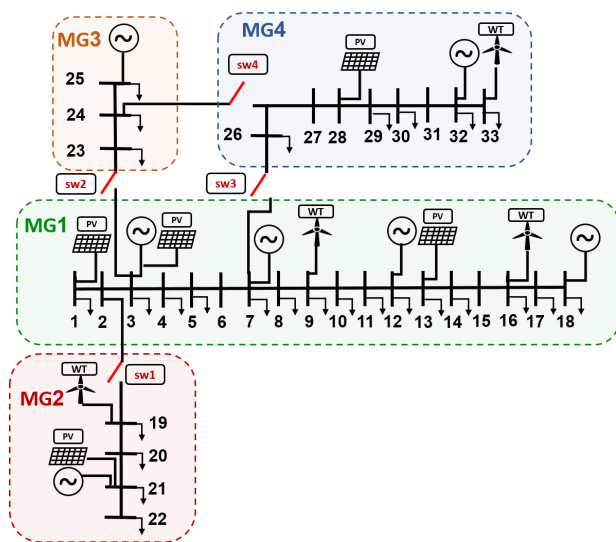 MG3
MG4
WT
PV
sw4
25
24
23
26
27 28 29 30 31 32 33
sw2
sw3
MG1
PV
PV
WT
PV
WT
1 2 3 4 5 6 7 8 9 10 11 12 13 14 15 16 17 18
sw1
MG2
WT
19
PV
20
21
22